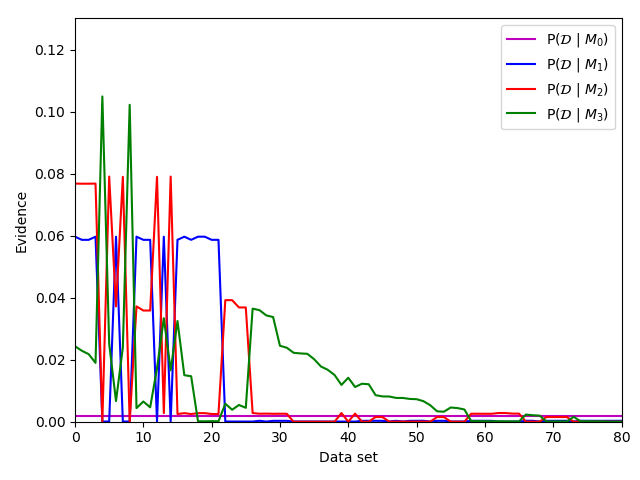 0.12
0.10
0.08
0.06
0.04
0.02
0.00
Evidence
0 10 20 30 40 50 60 70 80
Data set
P(𝒟 | M₀)
P(𝒟 | M₁)
P(𝒟 | M₂)
P(𝒟 | M₃)